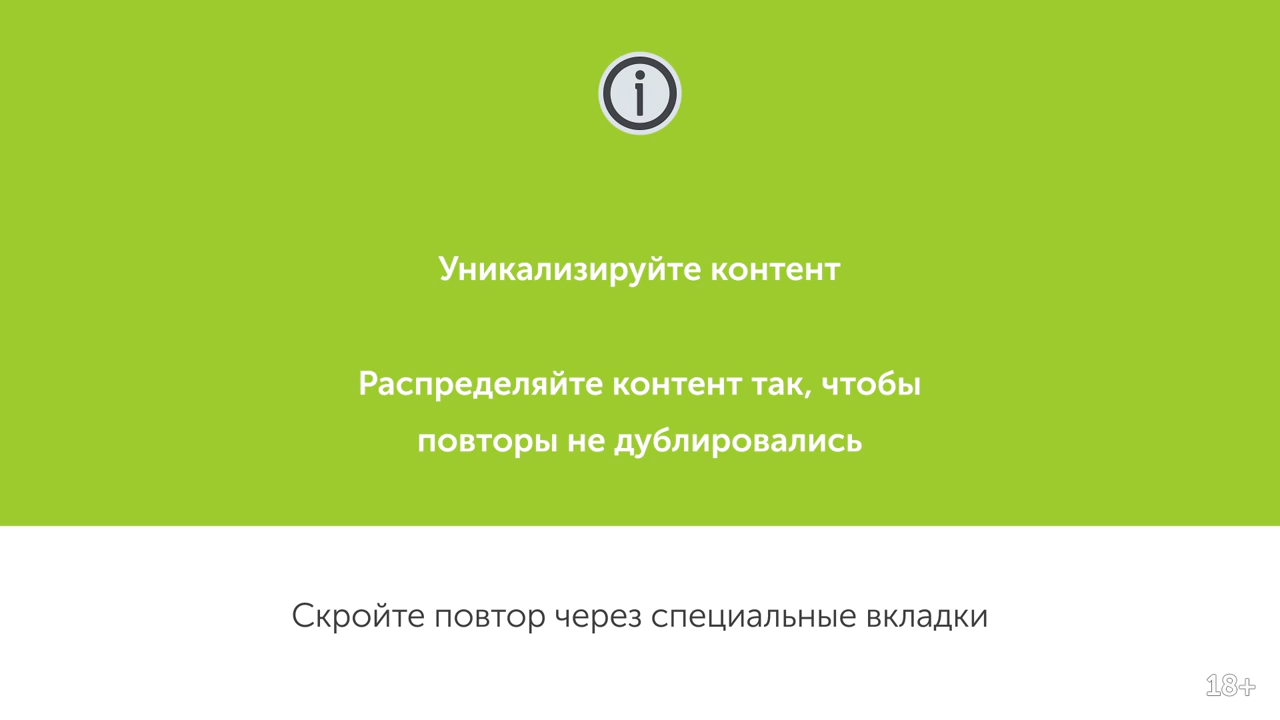 Уникализируйте контент
Распределяйте контент так, чтобы
повторы не дублировались
Скройте повтор через специальные вкладки
18+